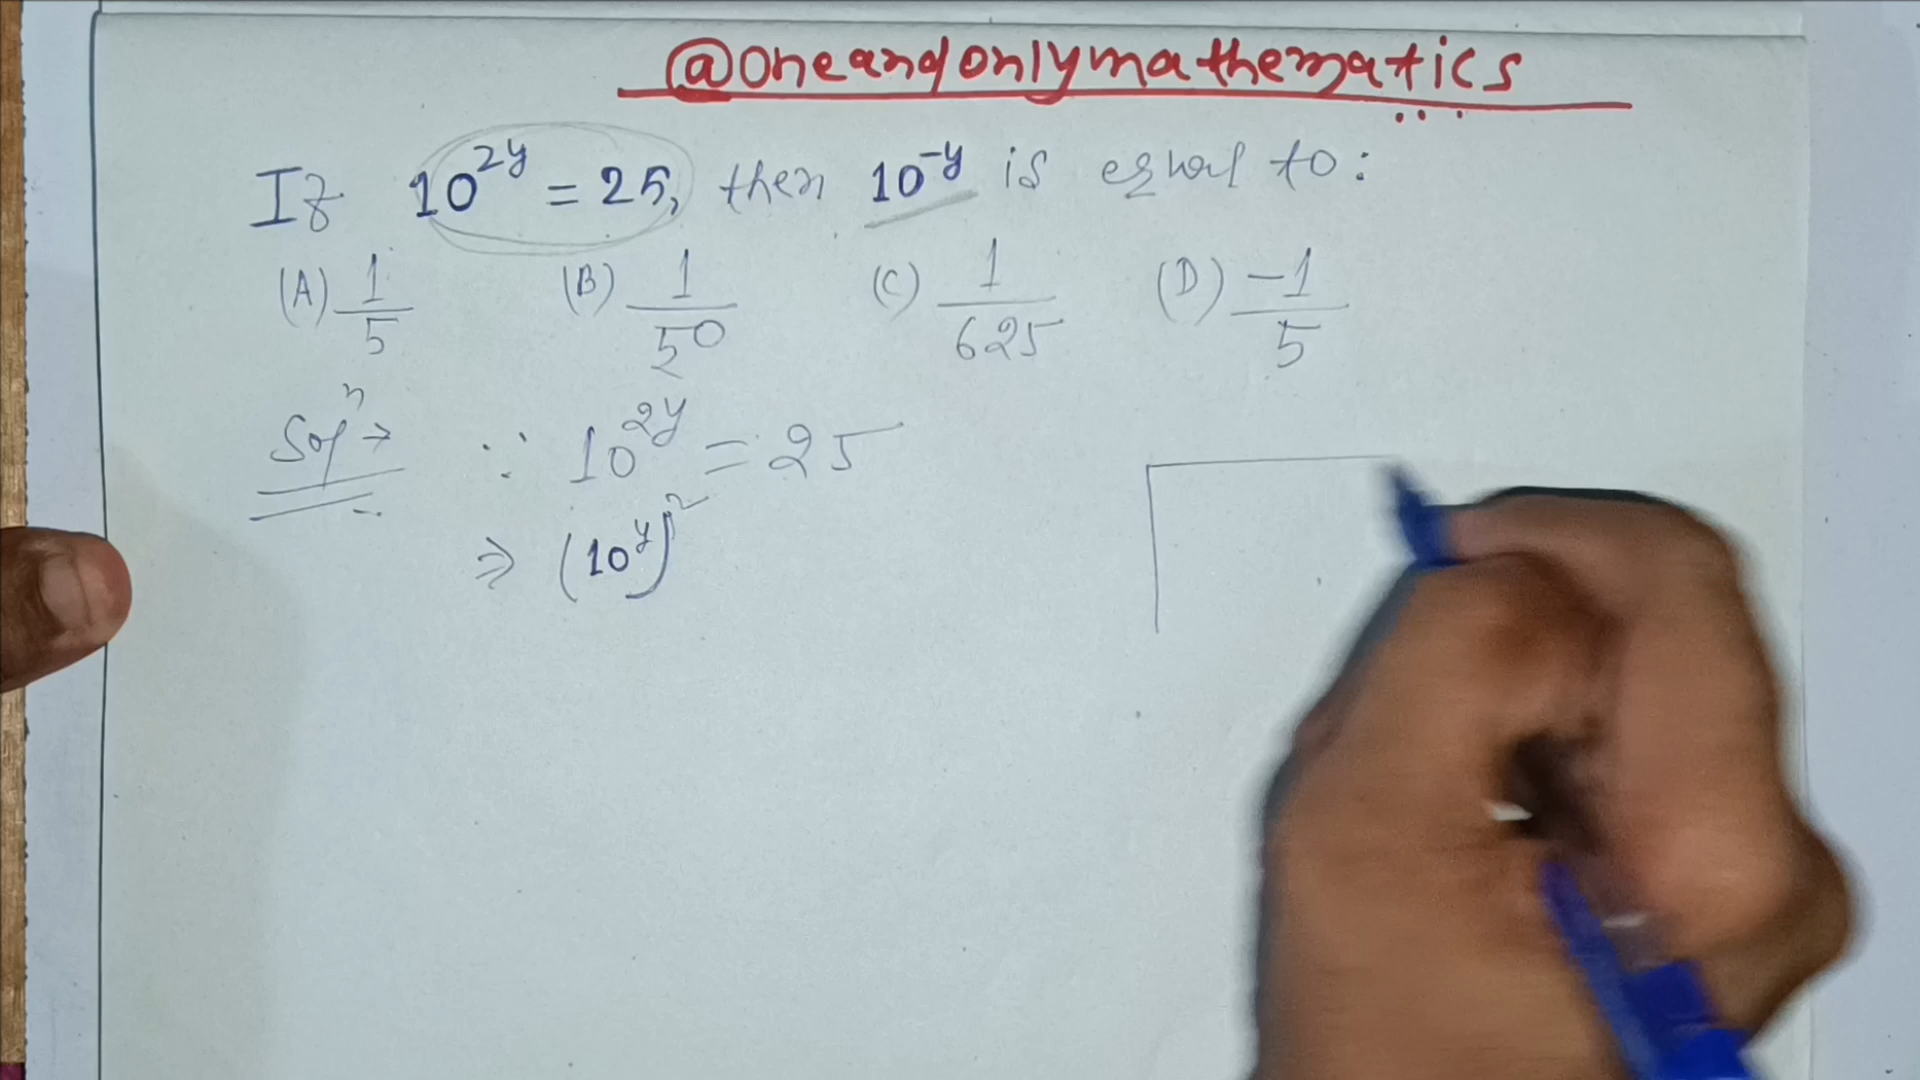 @oneandonlymathematics
If 10^2y = 25, then 10^-y is equal to:
(A) 1/5 (B) 1/50 (C) 1/625 (D) -1/5
Sol^n → ∵ 10^2y = 25
⇒ (10^y)^2